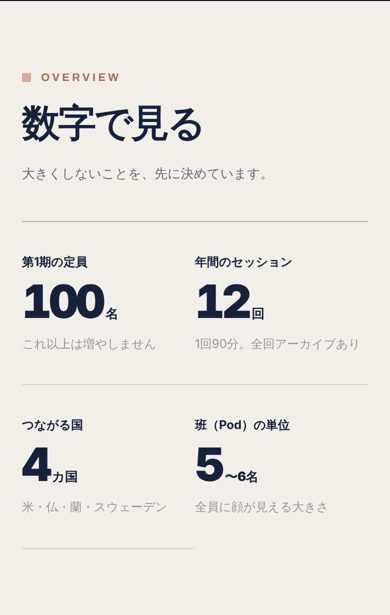 OVERVIEW
数字で見る
大きくしないことを、先に決めています。
第1期の定員
100名
これ以上は増やしません
年間のセッション
12回
1回90分。全回アーカイブあり
つながる国
4カ国
米・仏・蘭・スウェーデン
班（Pod）の単位
5〜6名
全員に顔が見える大きさ